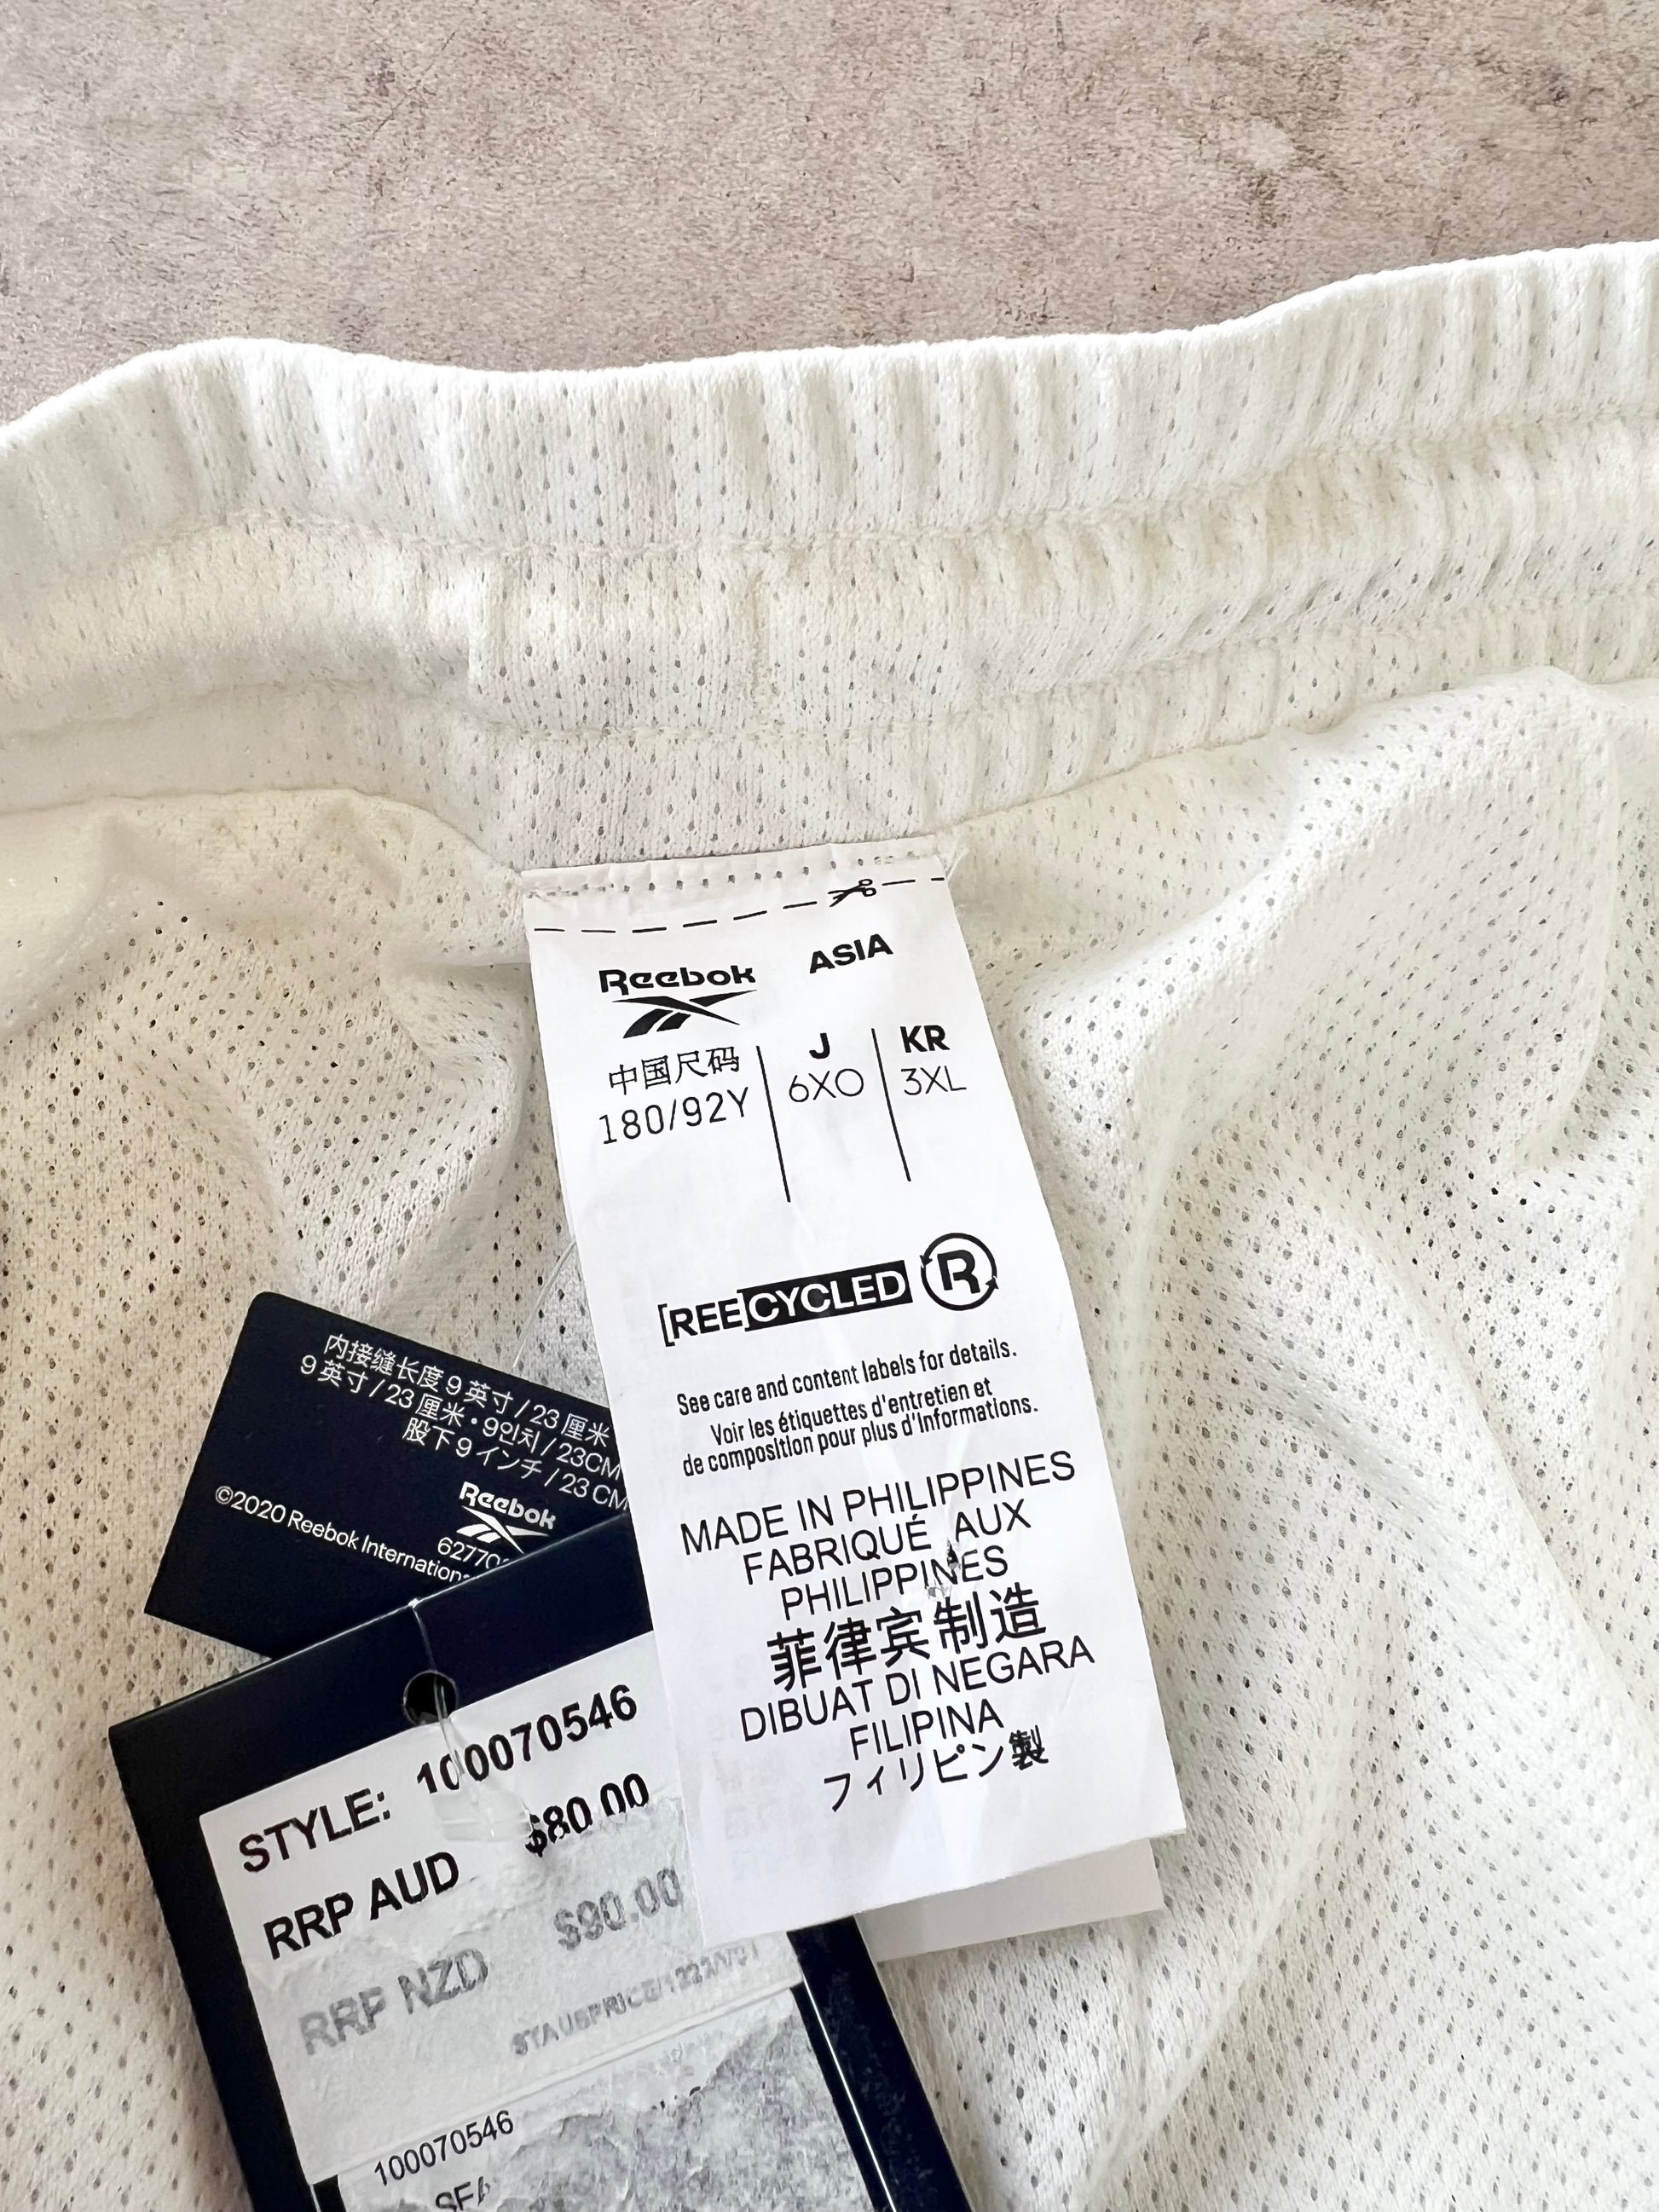 Reebok
ASIA
中国尺码
180/92Y
J
6XO
KR
3XL
[REE]CYCLED R
See care and content labels for details.
Voir les étiquettes d'entretien et
de composition pour plus d'informations.
MADE IN PHILIPPINES
FABRIQUÉ AUX
PHILIPPINES
菲律宾制造
DIBUAT DI NEGARA
FILIPINA
フィリピン製
内接缝长度 9 英寸 / 23 厘米
9 英寸 / 23 厘米 • 9인치 / 23CM
股下 9 インチ / 23 CM
Reebok
©2020 Reebok International
STYLE: 100070546
RRP AUD $80.00
RRP NZD $90.00
100070546